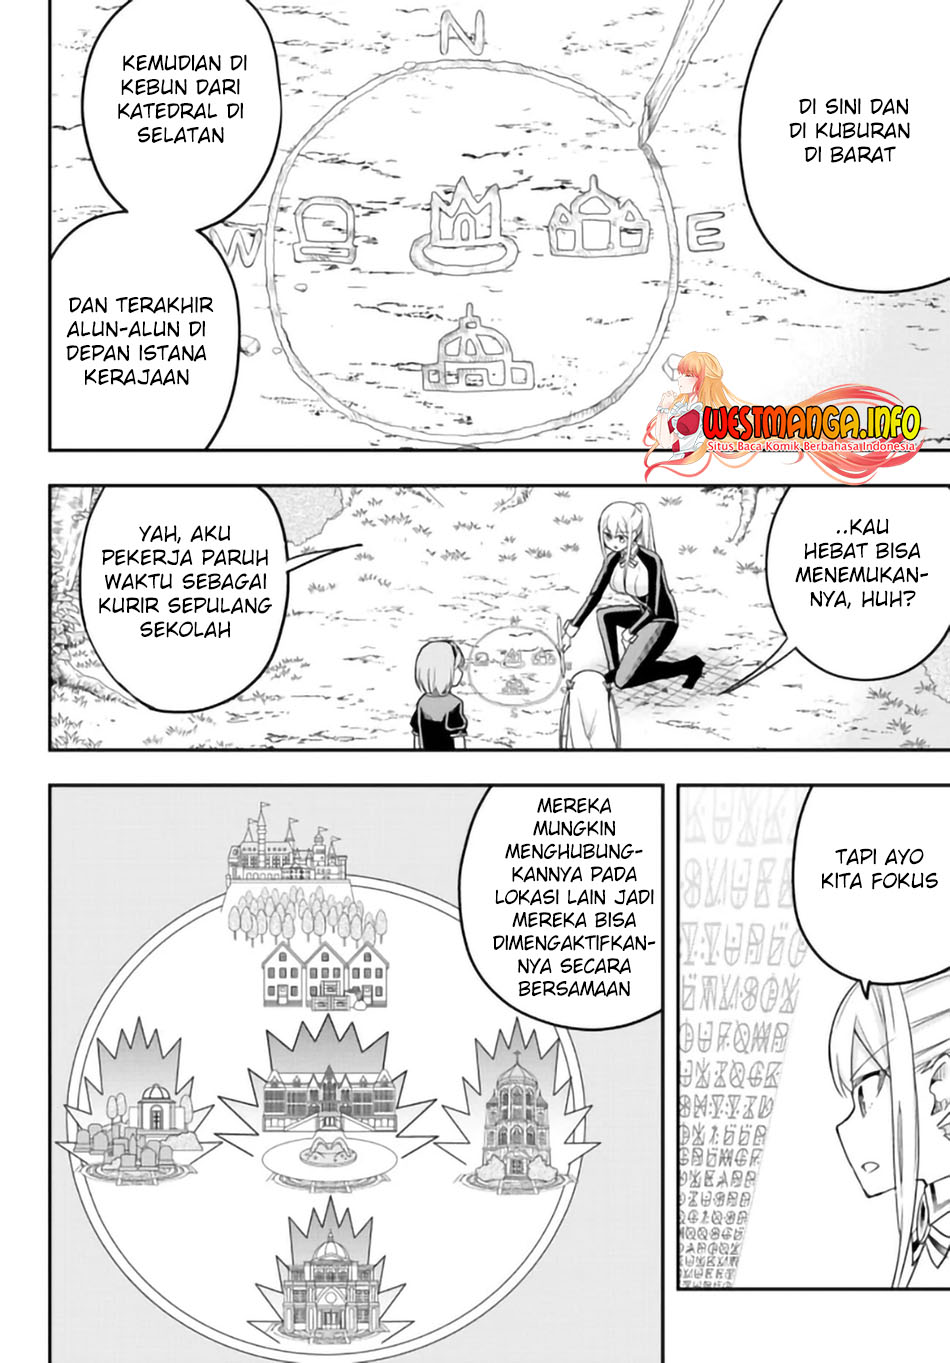 DI SINI DAN
DI KUBURAN
DI BARAT
KEMUDIAN DI
KEBUN DARI
KATEDRAL DI
SELATAN
DAN TERAKHIR
ALUN-ALUN DI
DEPAN ISTANA
KERAJAAN
N
W
E
WESTMANGA.INFO
Situs Baca Komik Berbahasa Indonesia
..KAU
HEBAT BISA
MENEMUKAN-
NYA, HUH?
YAH, AKU
PEKERJA PARUH
WAKTU SEBAGAI
KURIR SEPULANG
SEKOLAH
TAPI AYO
KITA FOKUS
MEREKA
MUNGKIN
MENGHUBUNG-
KANNYA PADA
LOKASI LAIN JADI
MEREKA BISA
DIMENGAKTIFKAN-
NYA SECARA
BERSAMAAN